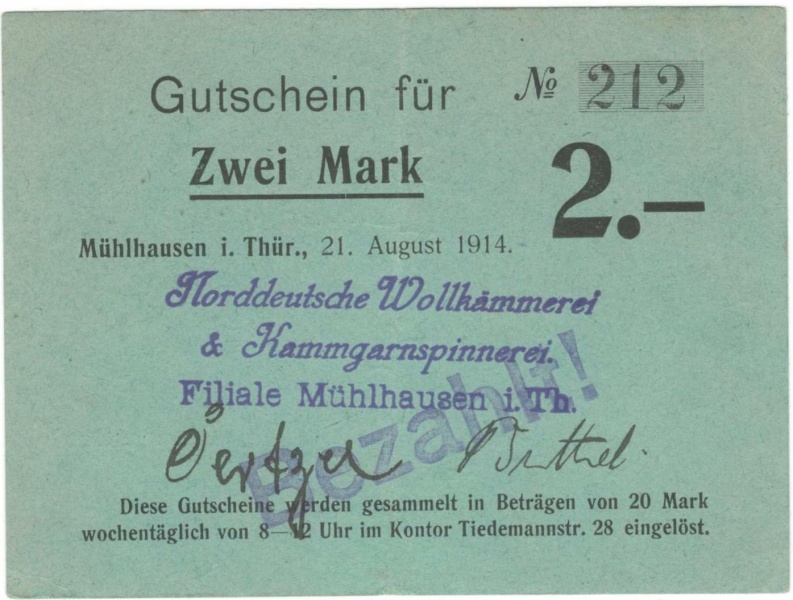 Gutschein für № 212
Zwei Mark 2.—
Mühlhausen i. Thür., 21. August 1914.
Norddeutsche Wollkämmerei
& Kammgarnspinnerei.
Filiale Mühlhausen i. Th.
Bezahlt!
Diese Gutscheine werden gesammelt in Beträgen von 20 Mark
wochentäglich von 8—12 Uhr im Kontor Tiedemannstr. 28 eingelöst.